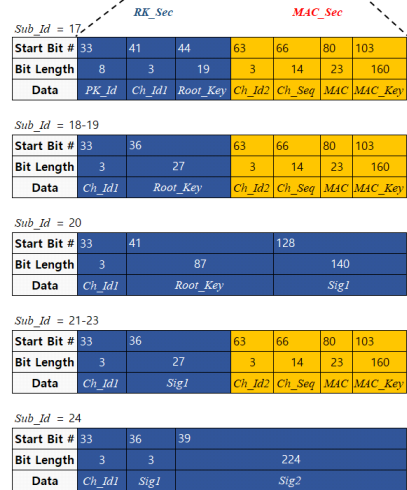 RK_Sec MAC_Sec
Sub_Id = 17
Start Bit # 33 41 44 63 66 80 103
Bit Length 8 3 19 3 14 23 160
Data PK_Id Ch_Id1 Root_Key Ch_Id2 Ch_Seq MAC MAC_Key
Sub_Id = 18-19
Start Bit # 33 36 63 66 80 103
Bit Length 3 27 3 14 23 160
Data Ch_Id1 Root_Key Ch_Id2 Ch_Seq MAC MAC_Key
Sub_Id = 20
Start Bit # 33 41 128
Bit Length 3 87 140
Data Ch_Id1 Root_Key Sig1
Sub_Id = 21-23
Start Bit # 33 36 63 66 80 103
Bit Length 3 27 3 14 23 160
Data Ch_Id1 Sig1 Ch_Id2 Ch_Seq MAC MAC_Key
Sub_Id = 24
Start Bit # 33 36 39
Bit Length 3 3 224
Data Ch_Id1 Sig1 Sig2